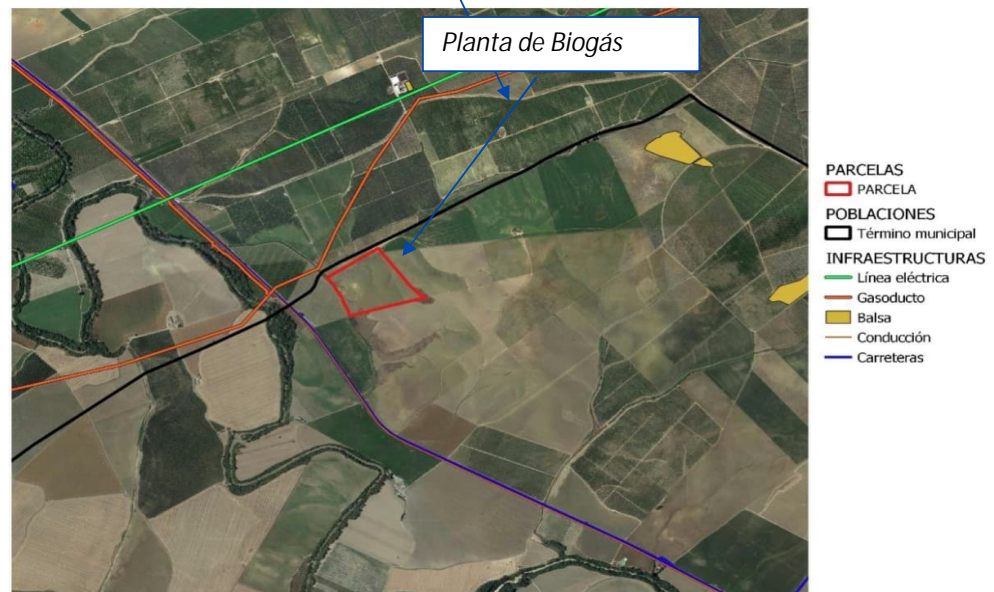 Planta de Biogás
PARCELAS
PARCELA
POBLACIONES
Término municipal
INFRAESTRUCTURAS
Línea eléctrica
Gasoducto
Balsa
Conducción
Carreteras